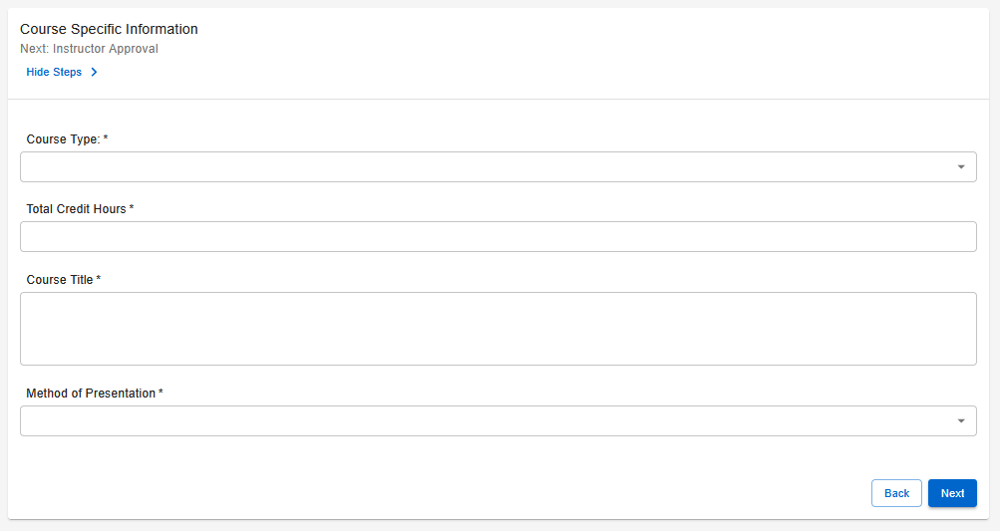 Course Specific Information
Next: Instructor Approval
Hide Steps
Course Type: *
Total Credit Hours *
Course Title *
Method of Presentation *
Back Next